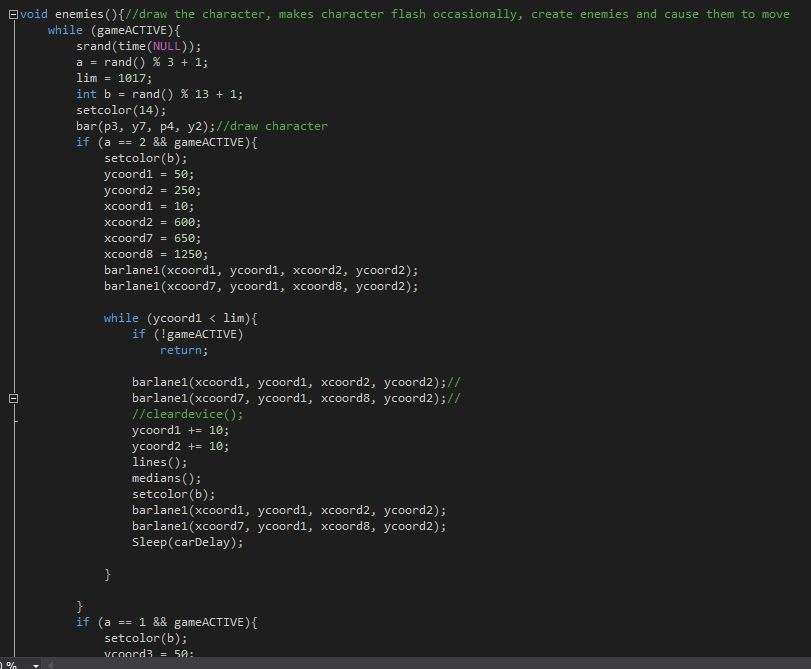 void enemies(){//draw the character, makes character flash occasionally, create enemies and cause them to move
while (gameACTIVE){
srand(time(NULL));
a = rand() % 3 + 1;
lim = 1017;
int b = rand() % 13 + 1;
setcolor(14);
bar(p3, y7, p4, y2);//draw character
if (a == 2 && gameACTIVE){
setcolor(b);
ycoord1 = 50;
ycoord2 = 250;
xcoord1 = 10;
xcoord2 = 600;
xcoord7 = 650;
xcoord8 = 1250;
barlane1(xcoord1, ycoord1, xcoord2, ycoord2);
barlane1(xcoord7, ycoord1, xcoord8, ycoord2);
while (ycoord1 < lim){
if (!gameACTIVE)
return;
barlane1(xcoord1, ycoord1, xcoord2, ycoord2);//
barlane1(xcoord7, ycoord1, xcoord8, ycoord2);//
//cleardevice();
ycoord1 += 10;
ycoord2 += 10;
lines();
medians();
setcolor(b);
barlane1(xcoord1, ycoord1, xcoord2, ycoord2);
barlane1(xcoord7, ycoord1, xcoord8, ycoord2);
Sleep(carDelay);
}
}
if (a == 1 && gameACTIVE){
setcolor(b);
ycoord3 = 50;